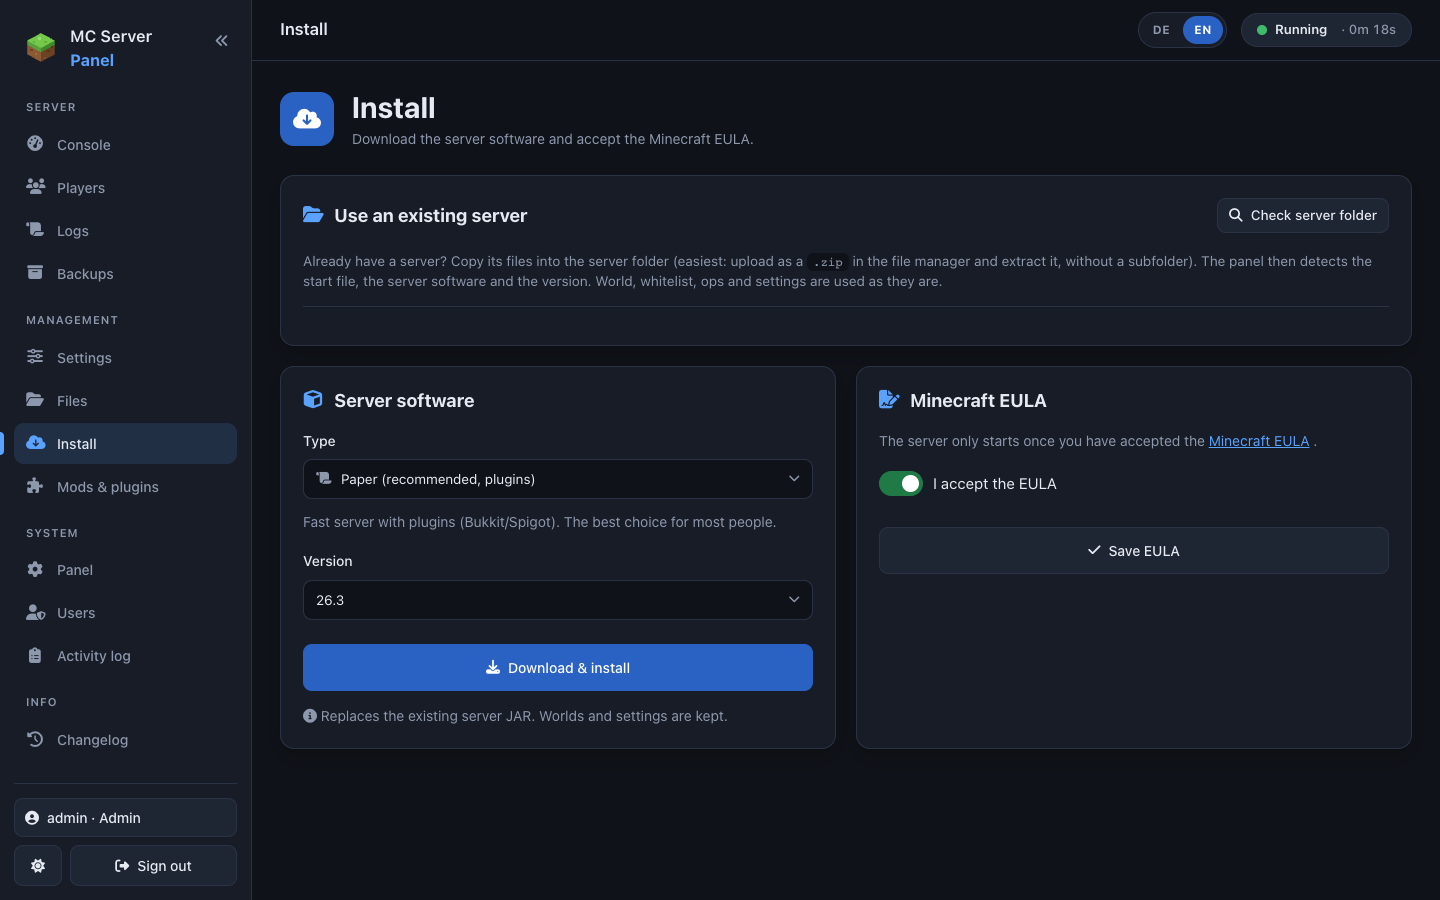 MC Server
Panel
SERVER
Console
Players
Logs
Backups
MANAGEMENT
Settings
Files
Install
Mods & plugins
SYSTEM
Panel
Users
Activity log
INFO
Changelog
admin · Admin
Sign out
Install
DE EN
Running · 0m 18s
Install
Download the server software and accept the Minecraft EULA.
Use an existing server
Check server folder
Already have a server? Copy its files into the server folder (easiest: upload as a .zip in the file manager and extract it, without a subfolder). The panel then detects the
start file, the server software and the version. World, whitelist, ops and settings are used as they are.
Server software
Type
Paper (recommended, plugins)
Fast server with plugins (Bukkit/Spigot). The best choice for most people.
Version
26.3
Download & install
Replaces the existing server JAR. Worlds and settings are kept.
Minecraft EULA
The server only starts once you have accepted the Minecraft EULA .
I accept the EULA
Save EULA